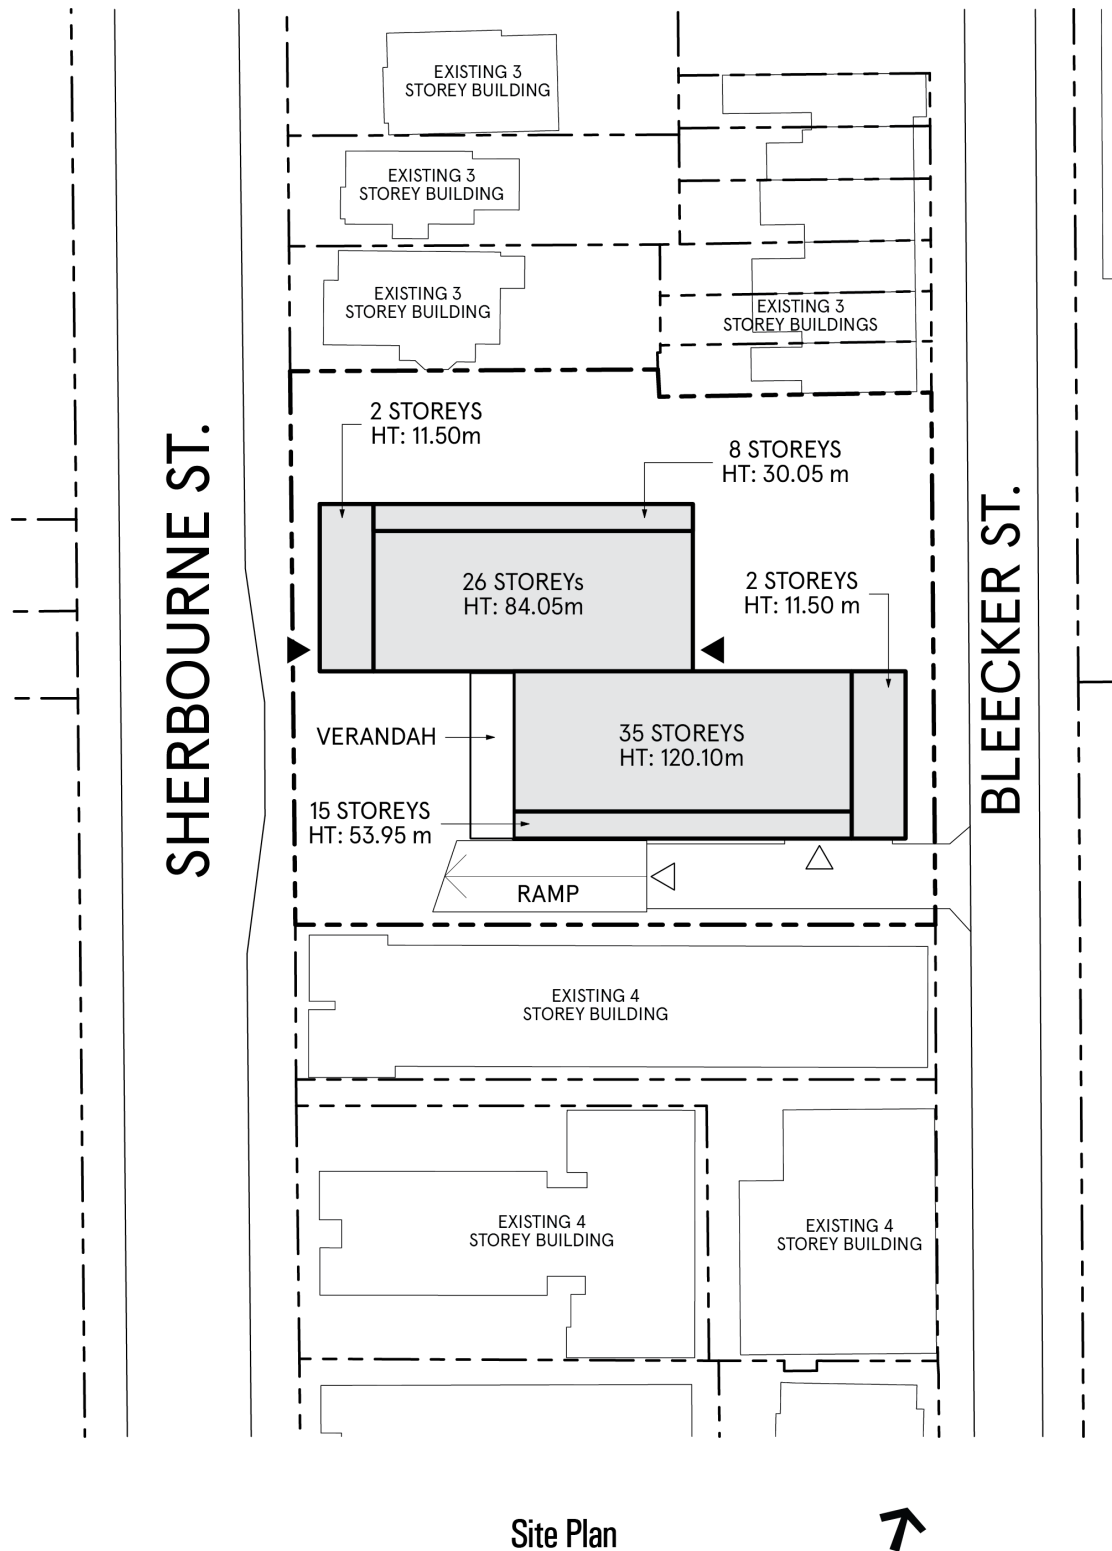 EXISTING 3
STOREY BUILDING
EXISTING 3
STOREY BUILDING
EXISTING 3
STOREY BUILDING
EXISTING 3
STOREY BUILDINGS
2 STOREYS
HT: 11.50m
8 STOREYS
HT: 30.05 m
26 STOREYs
HT: 84.05m
2 STOREYS
HT: 11.50 m
SHERBOURNE ST.
BLEECKER ST.
VERANDAH
35 STOREYS
HT: 120.10m
15 STOREYS
HT: 53.95 m
RAMP
EXISTING 4
STOREY BUILDING
EXISTING 4
STOREY BUILDING
EXISTING 4
STOREY BUILDING
Site Plan